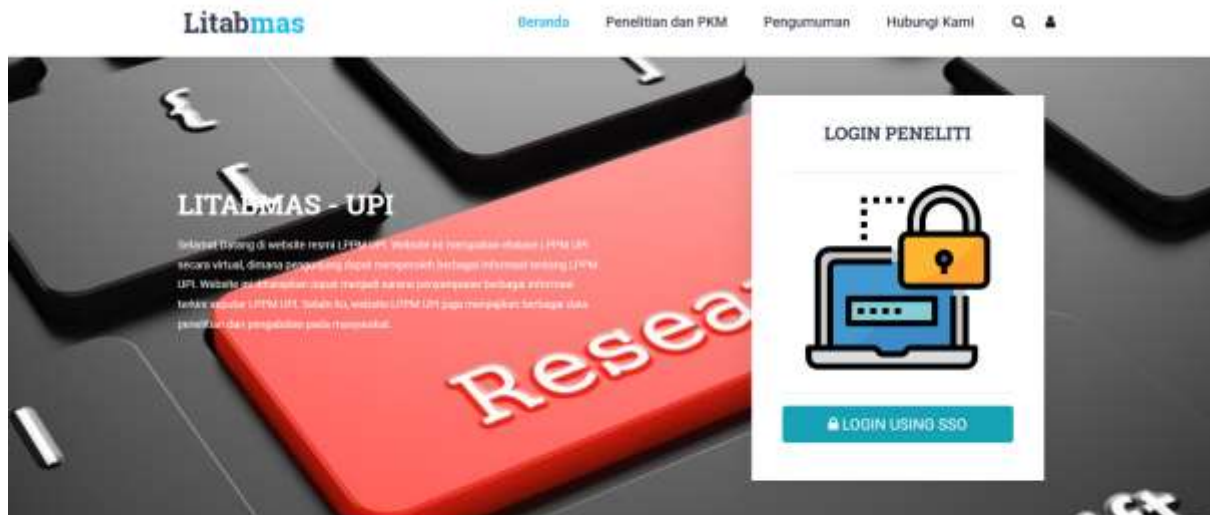 Litabmas
Beranda Penelitian dan PKM Pengumuman Hubungi Kami
LOGIN PENELITI
LITABMAS - UPI
Selamat Datang di website resmi LPPM UPI. Website ini merupakan LPPM UPI
secara virtual, dimana pengunjung dapat memperoleh berbagai informasi tentang LPPM
UPI. Website ini diharapkan dapat menjadi sarana penyampaian berbagai informasi
terkini seputar LPPM UPI. Selain itu, website LPPM UPI juga menyajikan berbagai data
penelitian dan pengabdian pada masyarakat.
Resea
LOGIN USING SSO